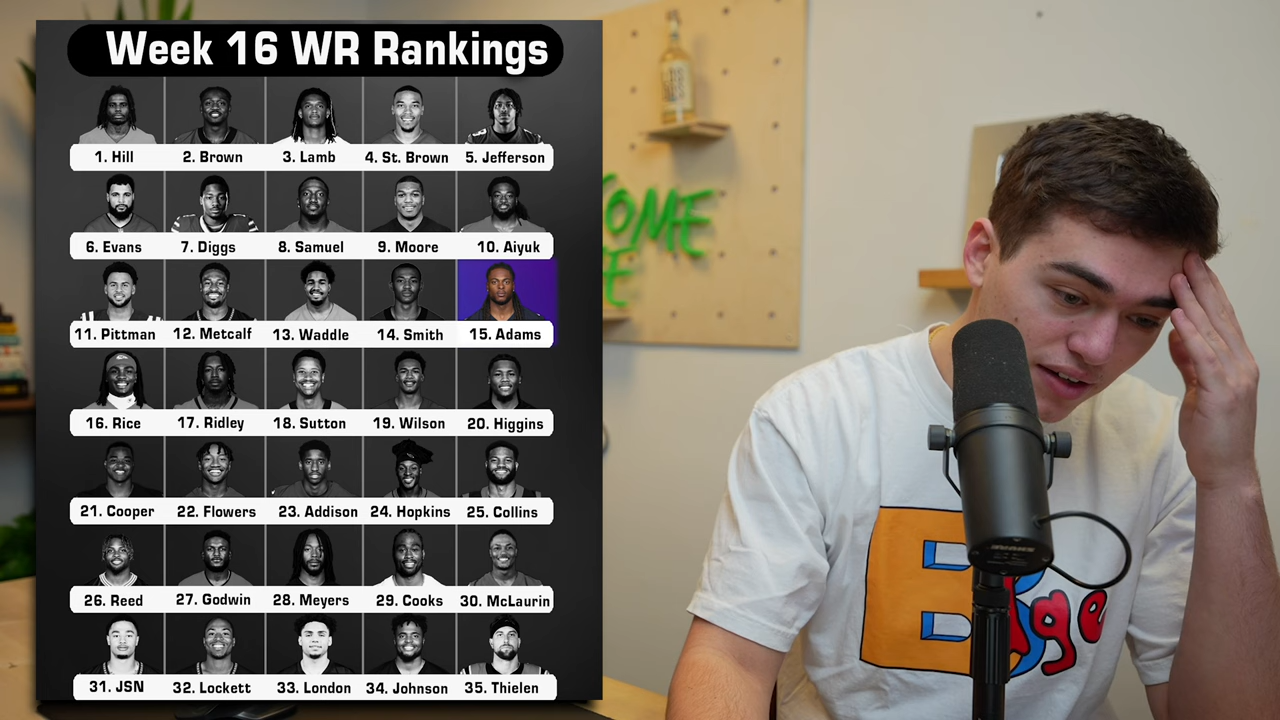 Week 16 WR Rankings
1. Hill
2. Brown
3. Lamb
4. St. Brown
5. Jefferson
6. Evans
7. Diggs
8. Samuel
9. Moore
10. Aiyuk
11. Pittman
12. Metcalf
13. Waddle
14. Smith
15. Adams
16. Rice
17. Ridley
18. Sutton
19. Wilson
20. Higgins
21. Cooper
22. Flowers
23. Addison
24. Hopkins
25. Collins
26. Reed
27. Godwin
28. Meyers
29. Cooks
30. McLaurin
31. JSN
32. Lockett
33. London
34. Johnson
35. Thielen
OME
E